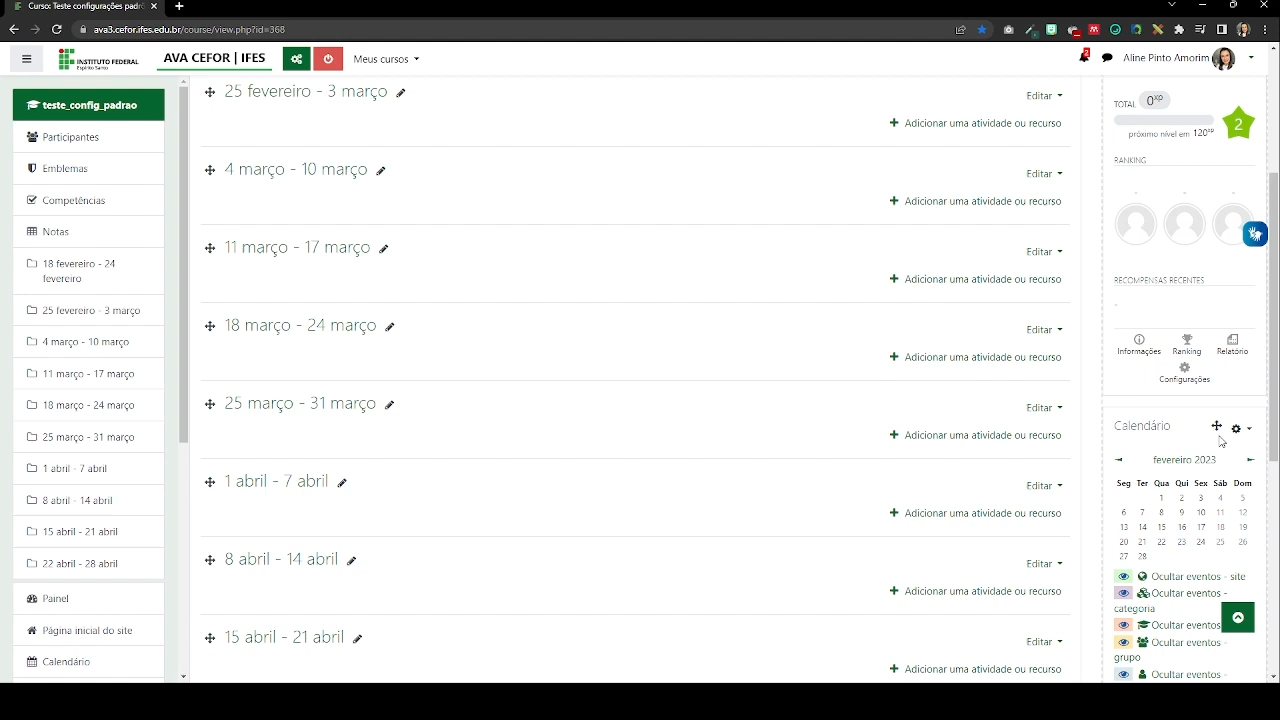 Curso: Teste configurações padr
ava3.cefor.ifes.edu.br/course/view.php?id=368
INSTITUTO FEDERAL
Espírito Santo
AVA CEFOR | IFES
Meus cursos
2
Aline Pinto Amorim
teste_config_padrao
Participantes
Emblemas
Competências
Notas
18 fevereiro - 24
fevereiro
25 fevereiro - 3 março
4 março - 10 março
11 março - 17 março
18 março - 24 março
25 março - 31 março
1 abril - 7 abril
8 abril - 14 abril
15 abril - 21 abril
22 abril - 28 abril
Painel
Página inicial do site
Calendário
25 fevereiro - 3 março
Editar
+ Adicionar uma atividade ou recurso
4 março - 10 março
Editar
+ Adicionar uma atividade ou recurso
11 março - 17 março
Editar
+ Adicionar uma atividade ou recurso
18 março - 24 março
Editar
+ Adicionar uma atividade ou recurso
25 março - 31 março
Editar
+ Adicionar uma atividade ou recurso
1 abril - 7 abril
Editar
+ Adicionar uma atividade ou recurso
8 abril - 14 abril
Editar
+ Adicionar uma atividade ou recurso
15 abril - 21 abril
Editar
+ Adicionar uma atividade ou recurso
TOTAL 0xp
próximo nível em 120xp
2
RANKING
- - -
RECOMPENSAS RECENTES
-
Informações Ranking Relatório
Configurações
Calendário
fevereiro 2023
Seg Ter Qua Qui Sex Sáb Dom
1 2 3 4 5
6 7 8 9 10 11 12
13 14 15 16 17 18 19
20 21 22 23 24 25 26
27 28
Ocultar eventos - site
Ocultar eventos -
categoria
Ocultar eventos
Ocultar eventos -
grupo
Ocultar eventos -